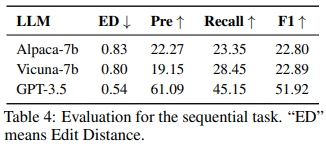 LLM ED ↓ Pre ↑ Recall ↑ F1 ↑
Alpaca-7b 0.83 22.27 23.35 22.80
Vicuna-7b 0.80 19.15 28.45 22.89
GPT-3.5 0.54 61.09 45.15 51.92
Table 4: Evaluation for the sequential task. “ED”
means Edit Distance.